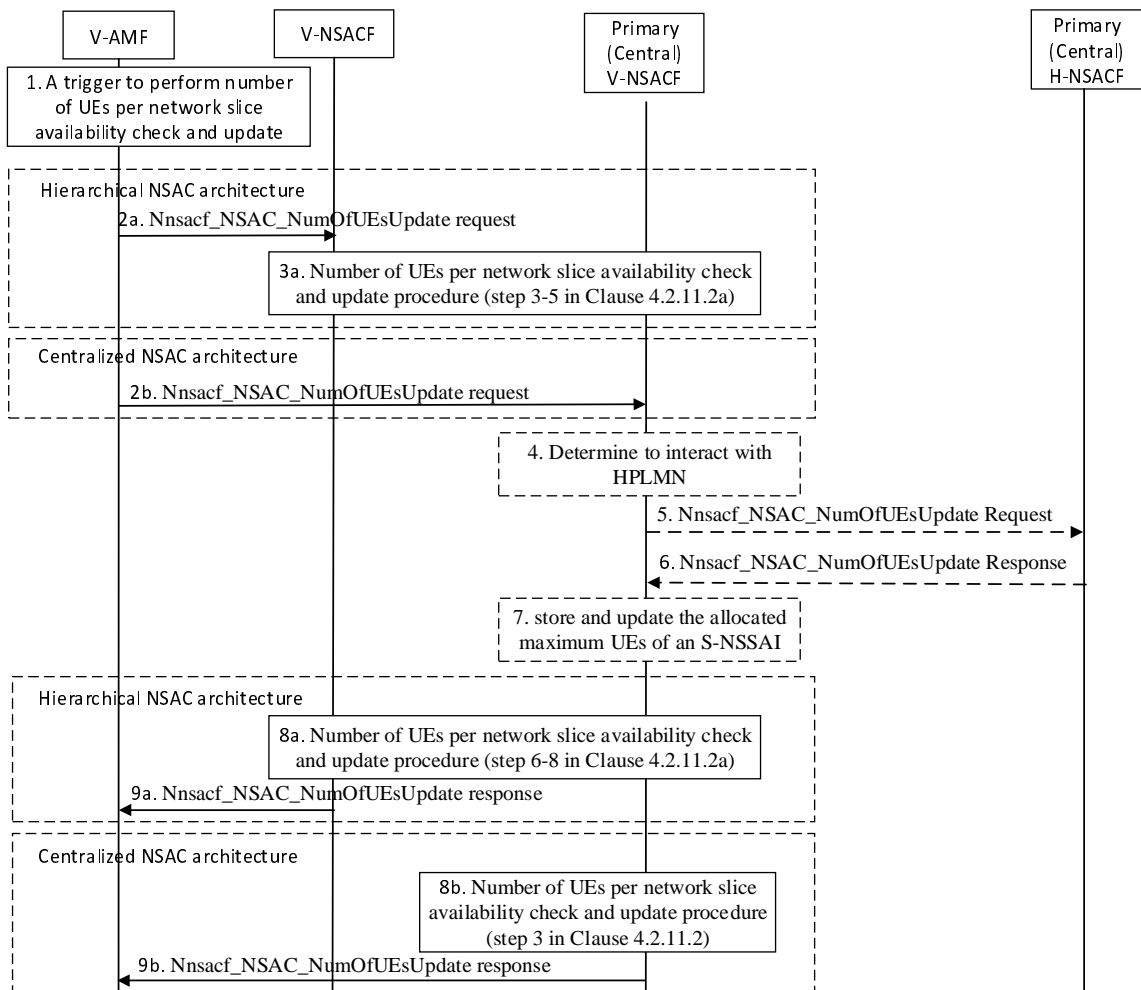 V-AMF
V-NSACF
Primary
(Central)
V-NSACF
Primary
(Central)
H-NSACF
1. A trigger to perform number
of UEs per network slice
availability check and update
Hierarchical NSAC architecture
2a. Nnsacf_NSAC_NumOfUEsUpdate request
3a. Number of UEs per network slice availability check
and update procedure (step 3-5 in Clause 4.2.11.2a)
Centralized NSAC architecture
2b. Nnsacf_NSAC_NumOfUEsUpdate request
4. Determine to interact with
HPLMN
5. Nnsacf_NSAC_NumOfUEsUpdate Request
6. Nnsacf_NSAC_NumOfUEsUpdate Response
7. store and update the allocated
maximum UEs of an S-NSSAI
Hierarchical NSAC architecture
8a. Number of UEs per network slice availability check
and update procedure (step 6-8 in Clause 4.2.11.2a)
9a. Nnsacf_NSAC_NumOfUEsUpdate response
Centralized NSAC architecture
8b. Number of UEs per network slice
availability check and update procedure
(step 3 in Clause 4.2.11.2)
9b. Nnsacf_NSAC_NumOfUEsUpdate response